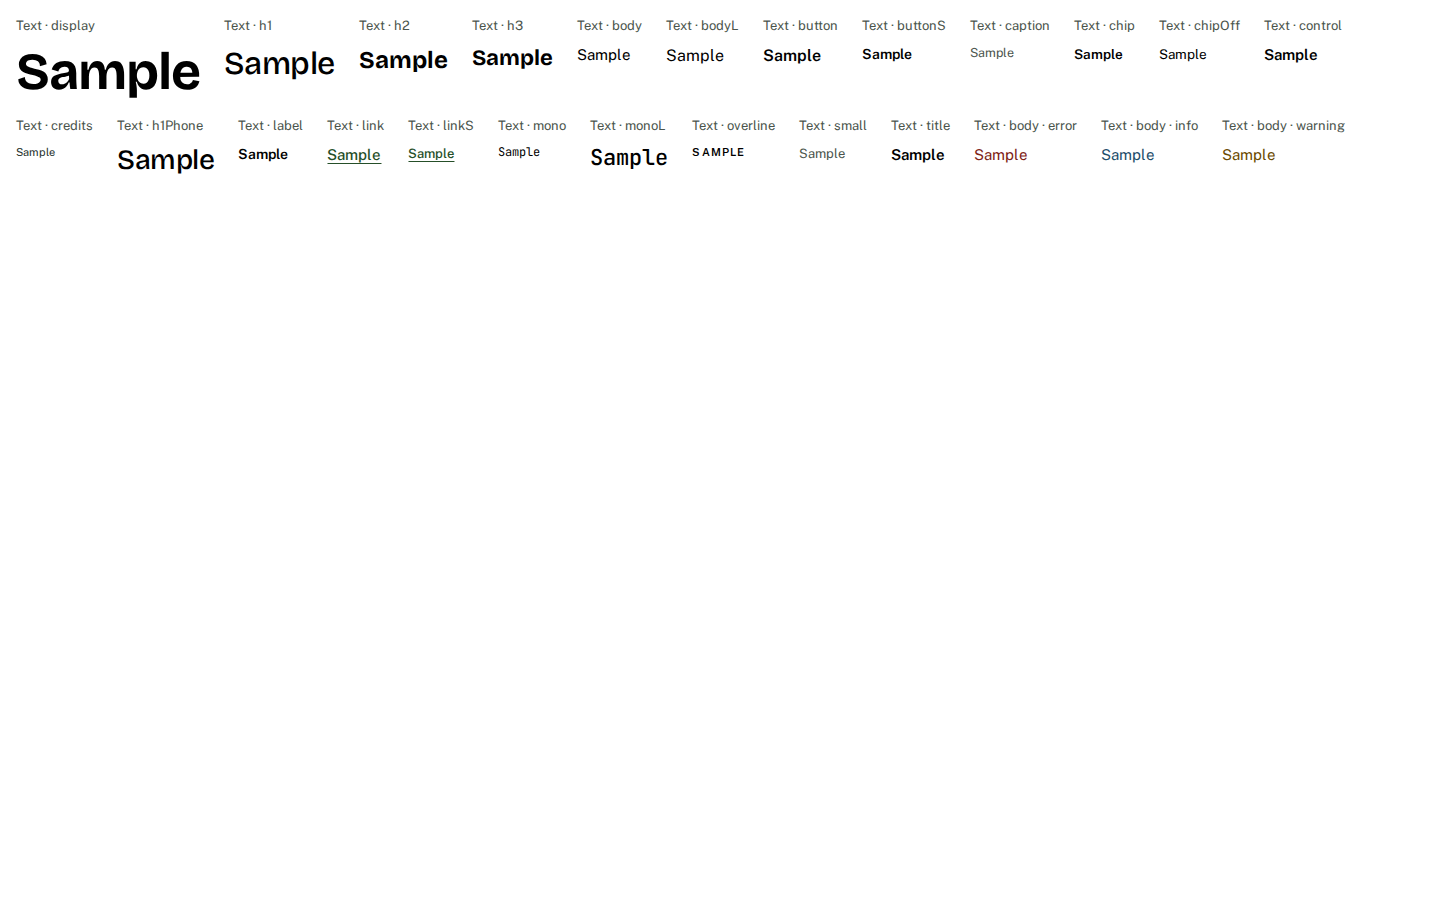 Text · display Text · h1 Text · h2 Text · h3 Text · body Text · bodyL Text · button Text · buttonS Text · caption Text · chip Text · chipOff Text · control
Sample Sample Sample Sample Sample Sample Sample Sample Sample Sample Sample Sample
Text · credits Text · h1Phone Text · label Text · link Text · linkS Text · mono Text · monoL Text · overline Text · small Text · title Text · body · error Text · body · info Text · body · warning
Sample Sample Sample Sample Sample Sample Sample SAMPLE Sample Sample Sample Sample Sample